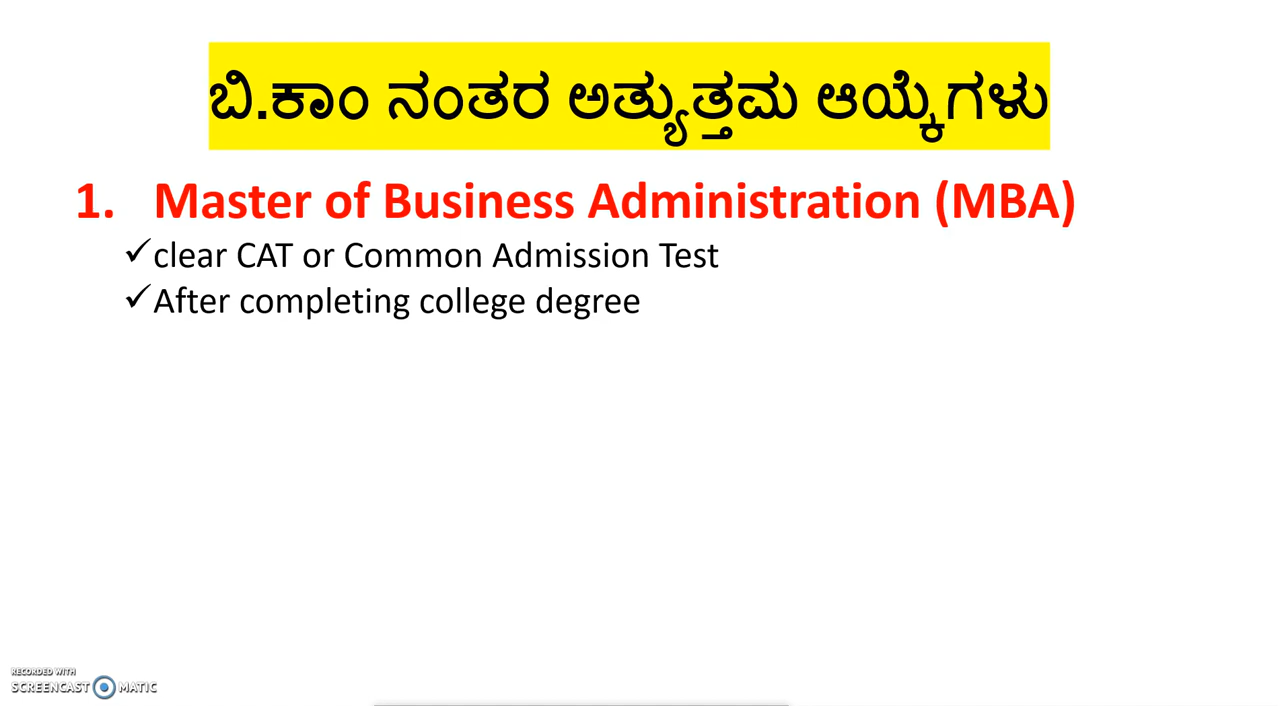 ಬಿ.ಕಾಂ ನಂತರ ಅತ್ಯುತ್ತಮ ಆಯ್ಕೆಗಳು
1. Master of Business Administration (MBA)
✓clear CAT or Common Admission Test
✓After completing college degree
RECORDED WITH
SCREENCAST MATIC